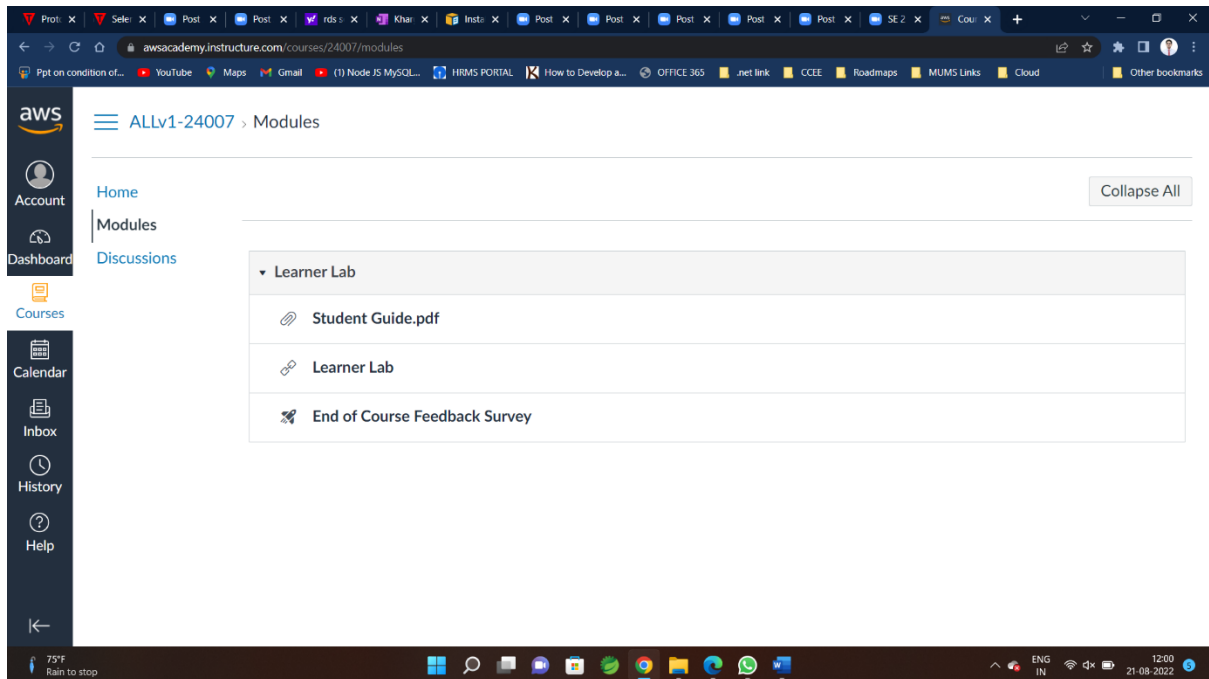 Prot Seler Post Post rds s Khan Insta Post Post Post Post Post SE 2 Cour
awsacademy.instructure.com/courses/24007/modules
Ppt on condition of... YouTube Maps Gmail (1) Node JS MySQL... HRMS PORTAL How to Develop a... OFFICE 365 .net link CCEE Roadmaps MUMS Links Cloud Other bookmarks
aws
ALLv1-24007 > Modules
Account
Dashboard
Courses
Calendar
Inbox
History
Help
Home
Modules
Discussions
Collapse All
Learner Lab
Student Guide.pdf
Learner Lab
End of Course Feedback Survey
75°F
Rain to stop
ENG
IN
12:00
21-08-2022
5